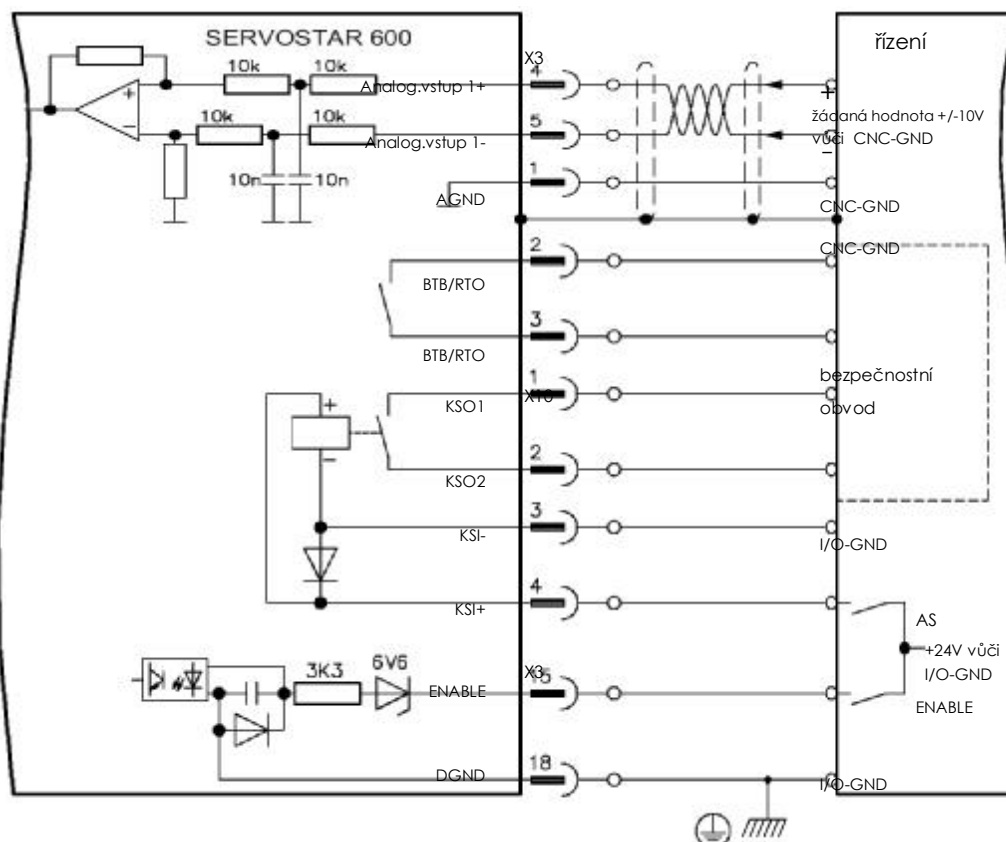 SERVOSTAR 600
řízení
X3
10k 10k
Analog.vstup 1+
4
+
+
žádaná hodnota +/-10V
vůči CNC-GND
−
−
10k 10k
Analog.vstup 1-
5
10n 10n
1
AGND
CNC-GND
CNC-GND
2
BTB/RTO
3
BTB/RTO
bezpečnostní
obvod
1
X10
KSO1
+
−
2
KSO2
3
KSI-
I/O-GND
4
KSI+
AS
+24V vůči
I/O-GND
3K3 6V6
X3
15
ENABLE
ENABLE
18
DGND
I/O-GND